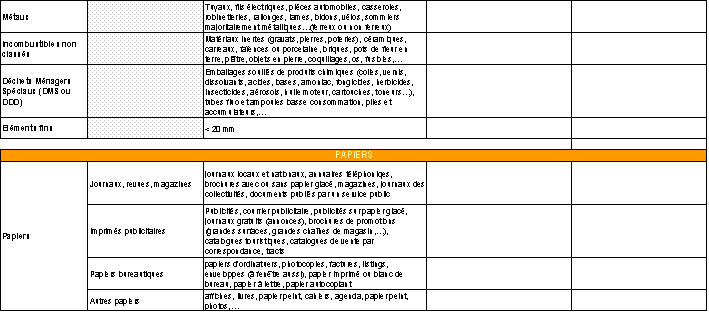 Métaux
Tuyaux, fils électriques, pièces automobiles, casseroles,
robinetteries, rallonges, lames, bidons, vélos, sommiers
majoritairement métalliques…(ferreux ou non ferreux)
Incombustibles non
classés
Matériaux inertes (gravats, pierres, poteries), céramiques,
carreaux, faïences ou porcelaine, briques, pots de fleur en
terre, plâtre, objets en pierre, coquillages, os, fusibles,…
Déchets Ménagers
Spéciaux (DMS ou
DDD)
Emballages souillés de produits chimiques (colles, vernis,
dissolvants, acides, bases, amoniac, fongicides, herbicides,
insecticides, aérosols, huile moteur, cartouches, toners…),
tubes fluo et ampoules basse consommation, piles et
accumulateurs,…
Eléments fins
< 20 mm
PAPIERS
Papiers
Journaux, revues, magazines
journaux locaux et nationaux, annuaires téléphoniques,
brochures avec ou sans papier glacé, magazines, journaux des
collectivités, documents publiés par un service public
Imprimés publicitaires
Publicités, courrier publicitaire, publicités sur papier glacé,
journaux gratuits (annonces), brochures de promotions
(grandes surfaces, grandes chaînes de magasin,…),
catalogues touristiques, catalogues de vente par
correspondance, tracts
Papiers bureautiques
papiers d'ordinateurs, photocopies, factures, listings,
enveloppes (à fenêtre aussi), papier imprimé ou blanc de
bureau, papier à lettre, papier autocopiant
Autres papiers
affiches, livres, papier peint, cahiers, agenda, papier peint,
photos,…